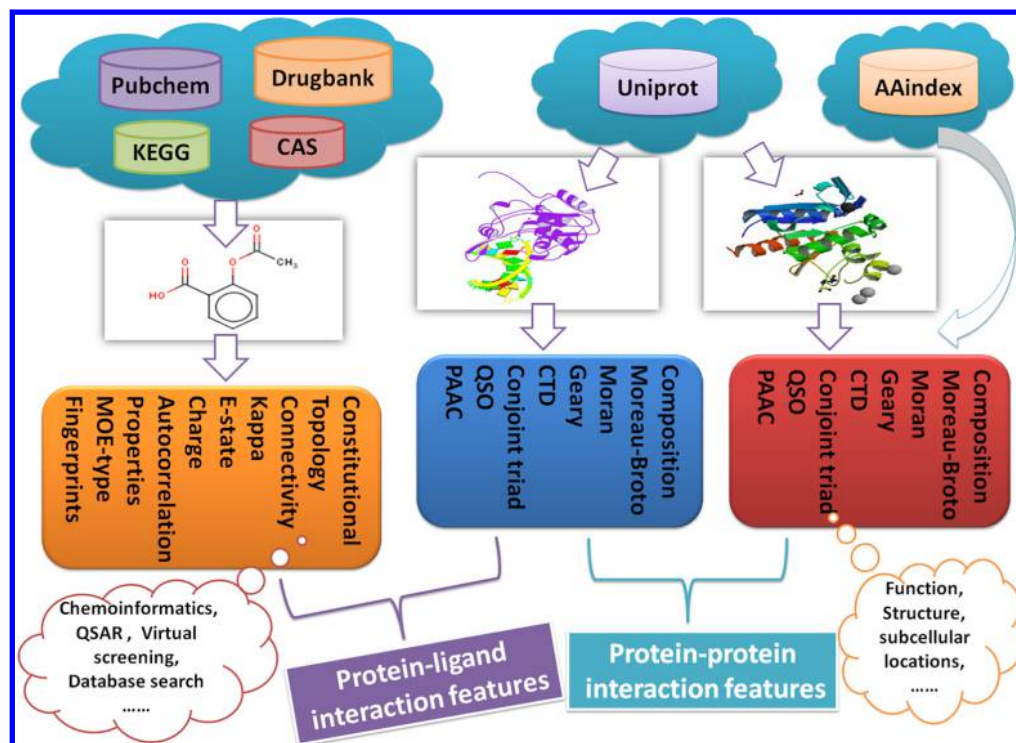 Pubchem
Drugbank
KEGG
CAS
Uniprot
AAindex
O
O
CH₃
O
HO
Constitutional
Topology
Connectivity
Kappa
E-state
Charge
Autocorrelation
Properties
MOE-type
Fingerprints
Composition
Moreau-Broto
Moran
Geary
CTD
Conjoint triad
QSO
PAAC
Composition
Moreau-Broto
Moran
Geary
CTD
Conjoint triad
QSO
PAAC
Chemoinformatics,
QSAR , Virtual
screening,
Database search
……
Protein-ligand
interaction features
Protein-protein
interaction features
Function,
Structure,
subcellular
locations,
……